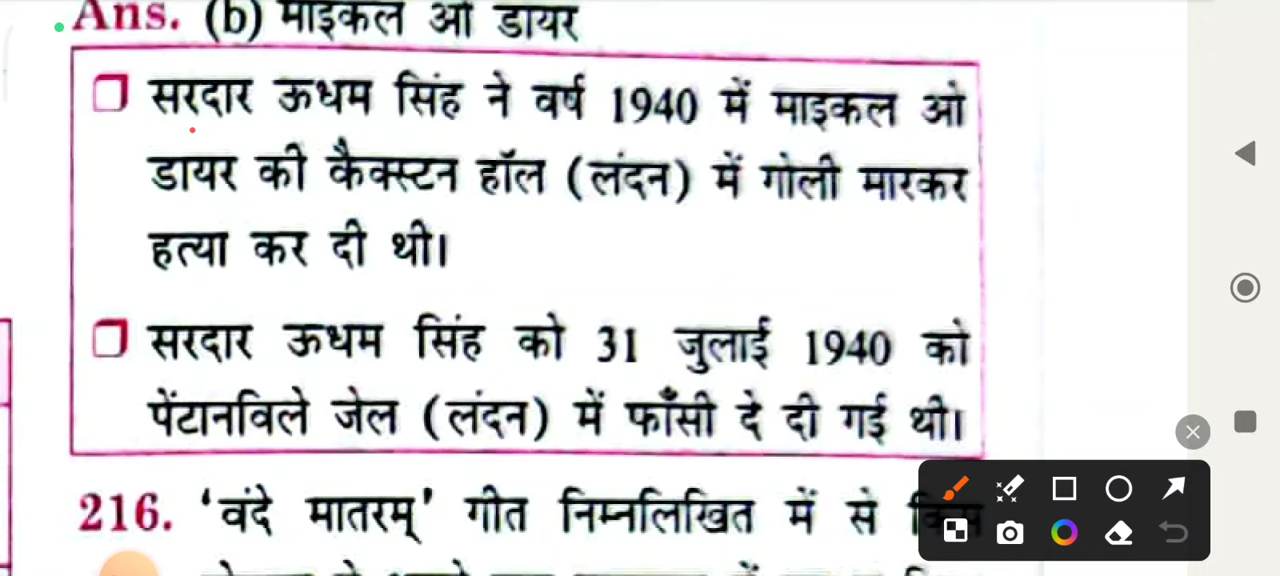 Ans. (b) माइकल ओ डायर
❑ सरदार ऊधम सिंह ने वर्ष 1940 में माइकल ओ
डायर की कैक्स्टन हॉल (लंदन) में गोली मारकर
हत्या कर दी थी।
❑ सरदार ऊधम सिंह को 31 जुलाई 1940 को
पेंटानविले जेल (लंदन) में फाँसी दे दी गई थी।
216. ‘वंदे मातरम्’ गीत निम्नलिखित में से